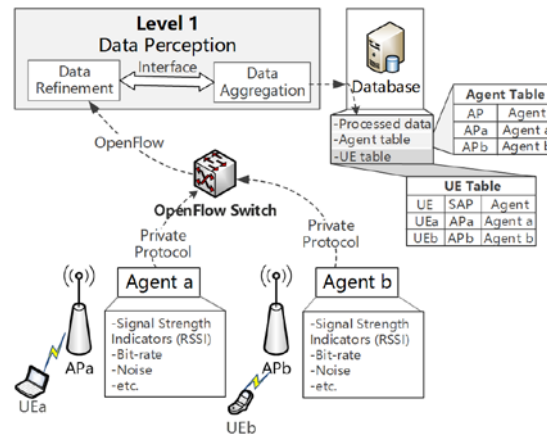 Level 1
Data Perception
Data
Refinement
Interface
Data
Aggregation
Database
-Processed data
-Agent table
-UE table
Agent Table
AP Agent
APa Agent a
APb Agent b
UE Table
UE SAP Agent
UEa APa Agent a
UEb APb Agent b
OpenFlow
OpenFlow Switch
Private
Protocol
Private
Protocol
Agent a
-Signal Strength
Indicators (RSSI)
-Bit-rate
-Noise
-etc.
APa
UEa
Agent b
-Signal Strength
Indicators (RSSI)
-Bit-rate
-Noise
-etc.
APb
UEb